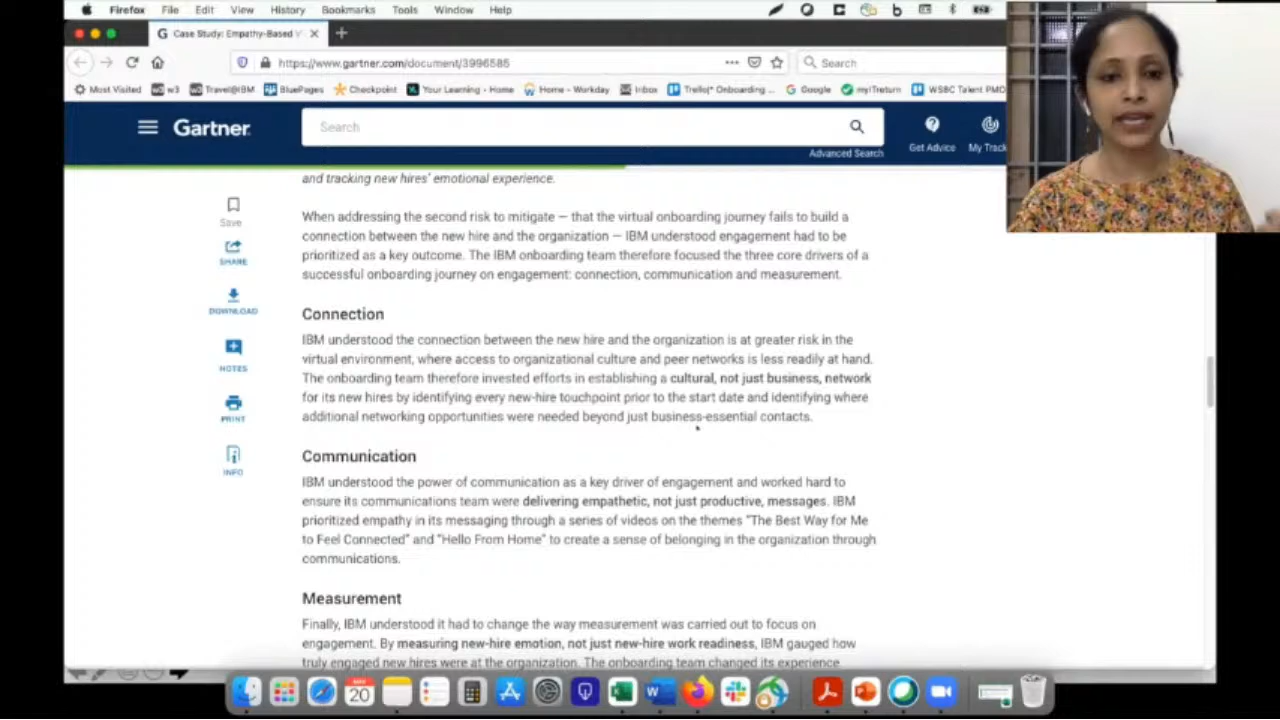 Firefox File Edit View History Bookmarks Tools Window Help
Case Study: Empathy-Based V
https://www.gartner.com/document/3996585
Search
Most Visited w3 Travel@IBM BluePages Checkpoint Your Learning - Home Home - Workday Inbox Trello|* Onboarding ... Google my!Treturn WSBC Talent PMO
Gartner
Search
Advanced Search
Get Advice
My Track
and tracking new hires' emotional experience.
Save
When addressing the second risk to mitigate — that the virtual onboarding journey fails to build a
connection between the new hire and the organization — IBM understood engagement had to be
prioritized as a key outcome. The IBM onboarding team therefore focused the three core drivers of a
successful onboarding journey on engagement: connection, communication and measurement.
SHARE
DOWNLOAD
NOTES
PRINT
INFO
Connection
IBM understood the connection between the new hire and the organization is at greater risk in the
virtual environment, where access to organizational culture and peer networks is less readily at hand.
The onboarding team therefore invested efforts in establishing a cultural, not just business, network
for its new hires by identifying every new-hire touchpoint prior to the start date and identifying where
additional networking opportunities were needed beyond just business-essential contacts.
Communication
IBM understood the power of communication as a key driver of engagement and worked hard to
ensure its communications team were delivering empathetic, not just productive, messages. IBM
prioritized empathy in its messaging through a series of videos on the themes "The Best Way for Me
to Feel Connected" and "Hello From Home" to create a sense of belonging in the organization through
communications.
Measurement
Finally, IBM understood it had to change the way measurement was carried out to focus on
engagement. By measuring new-hire emotion, not just new-hire work readiness, IBM gauged how
truly engaged new hires were at the organization. The onboarding team changed its experience
20